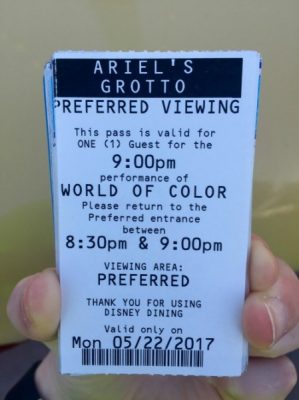 ARIEL'S
GROTTO
PREFERRED VIEWING
This pass is valid for
ONE (1) Guest for the
9:00pm
performance of
WORLD OF COLOR
Please return to the
Preferred entrance
between
8:30pm & 9:00pm
VIEWING AREA:
PREFERRED
THANK YOU FOR USING
DISNEY DINING
Valid only on
Mon 05/22/2017